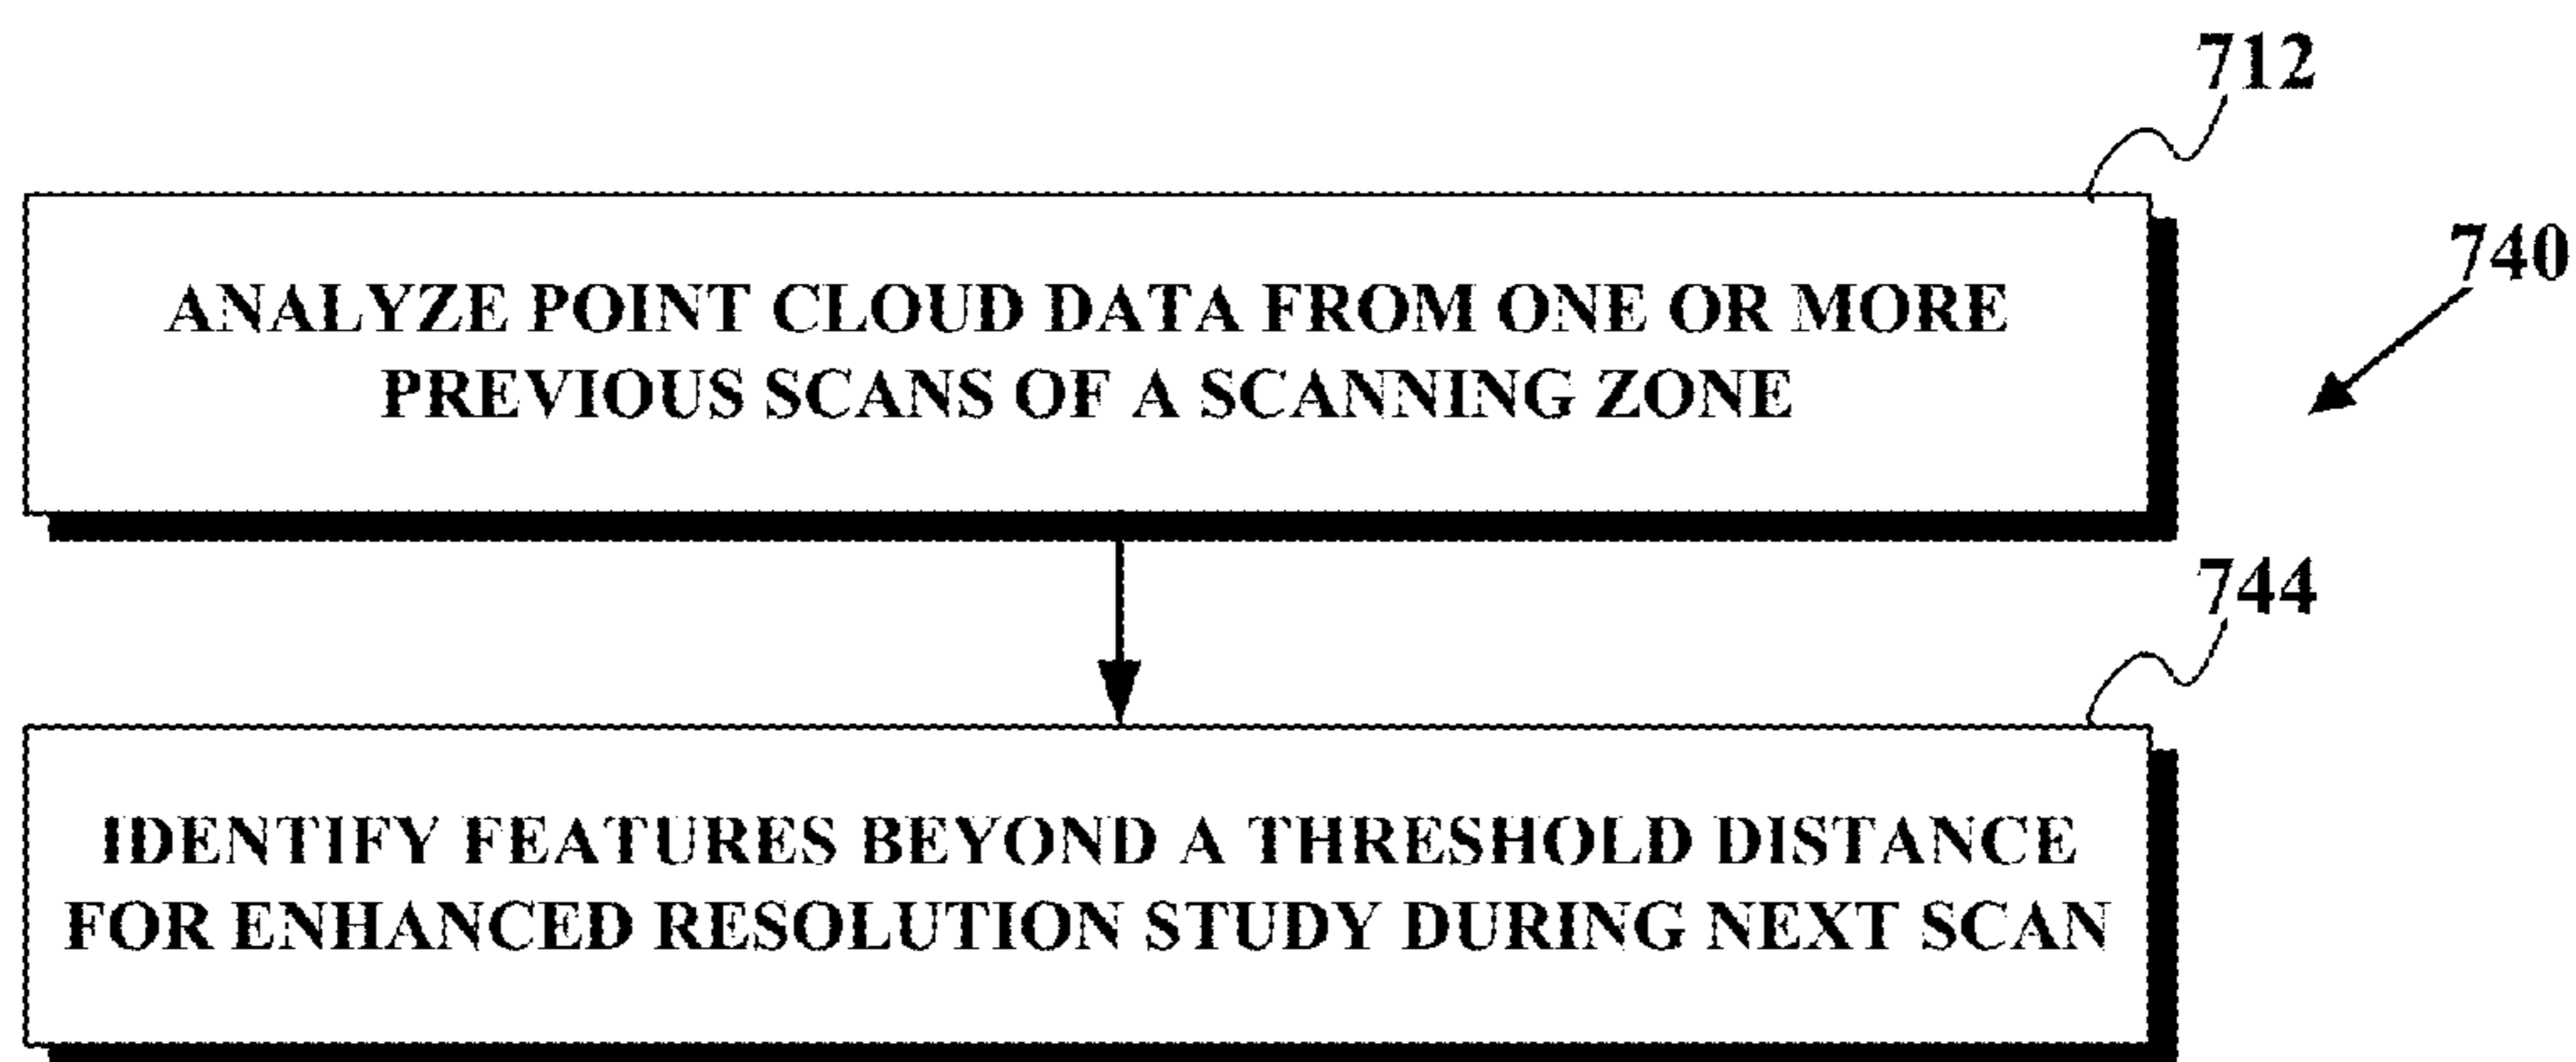 712
740
ANALYZE POINT CLOUD DATA FROM ONE OR MORE
PREVIOUS SCANS OF A SCANNING ZONE
744
IDENTIFY FEATURES BEYOND A THRESHOLD DISTANCE
FOR ENHANCED RESOLUTION STUDY DURING NEXT SCAN